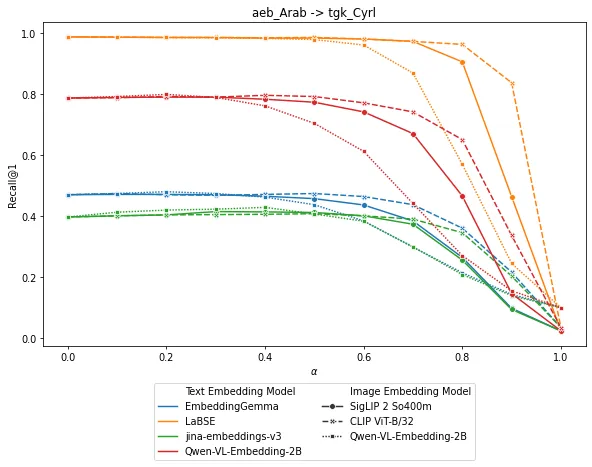 aeb_Arab -> tgk_Cyrl
1.0
0.8
0.6
0.4
0.2
0.0
Recall@1
0.0 0.2 0.4 0.6 0.8 1.0
α
Text Embedding Model Image Embedding Model
EmbeddingGemma SigLIP 2 So400m
LaBSE CLIP ViT-B/32
jina-embeddings-v3 Qwen-VL-Embedding-2B
Qwen-VL-Embedding-2B